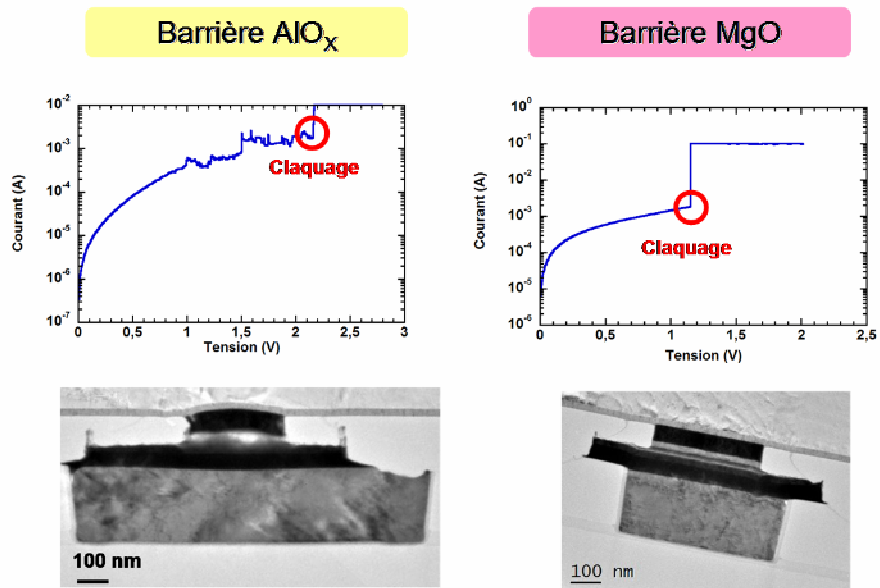 Barrière AlOx
Barrière MgO
10-2
10-3
10-4
10-5
10-6
10-7
Courant (A)
Claquage
0
0,5
1
1,5
2
2,5
3
Tension (V)
100
10-1
10-2
10-3
10-4
10-5
10-6
Courant (A)
Claquage
0
0,5
1
1,5
2
2,5
Tension (V)
100 nm
100 nm